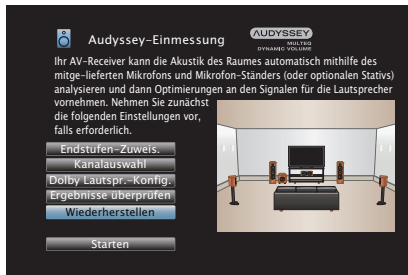 Audyssey-Einmessung
AUDYSSEY
MULTEQ
DYNAMIC VOLUME
Ihr AV-Receiver kann die Akustik des Raumes automatisch mithilfe des
mitge-lieferten Mikrofons und Mikrofon-Ständers (oder optionalen Stativs)
analysieren und dann Optimierungen an den Signalen für die Lautsprecher
vornehmen. Nehmen Sie zunächst
die folgenden Einstellungen vor,
falls erforderlich.
Endstufen-Zuweis.
Kanalauswahl
Dolby Lautspr.-Konfig.
Ergebnisse überprüfen
Wiederherstellen
Starten